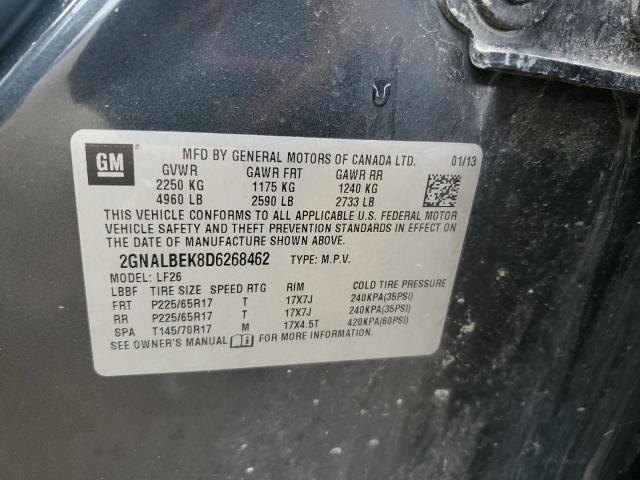 GM
MFD BY GENERAL MOTORS OF CANADA LTD. 01/13
GVWR GAWR FRT GAWR RR
2250 KG 1175 KG 1240 KG
4960 LB 2590 LB 2733 LB
THIS VEHICLE CONFORMS TO ALL APPLICABLE U.S. FEDERAL MOTOR
VEHICLE SAFETY AND THEFT PREVENTION STANDARDS IN EFFECT ON
THE DATE OF MANUFACTURE SHOWN ABOVE.
2GNALBEK8D6268462 TYPE: M.P.V.
MODEL: LF26
LBBF TIRE SIZE SPEED RTG RIM COLD TIRE PRESSURE
FRT P225/65R17 T 17X7J 240KPA(35PSI)
RR P225/65R17 T 17X7J 240KPA(35PSI)
SPA T145/70R17 M 17X4.5T 420KPA(60PSI)
SEE OWNER'S MANUAL FOR MORE INFORMATION.